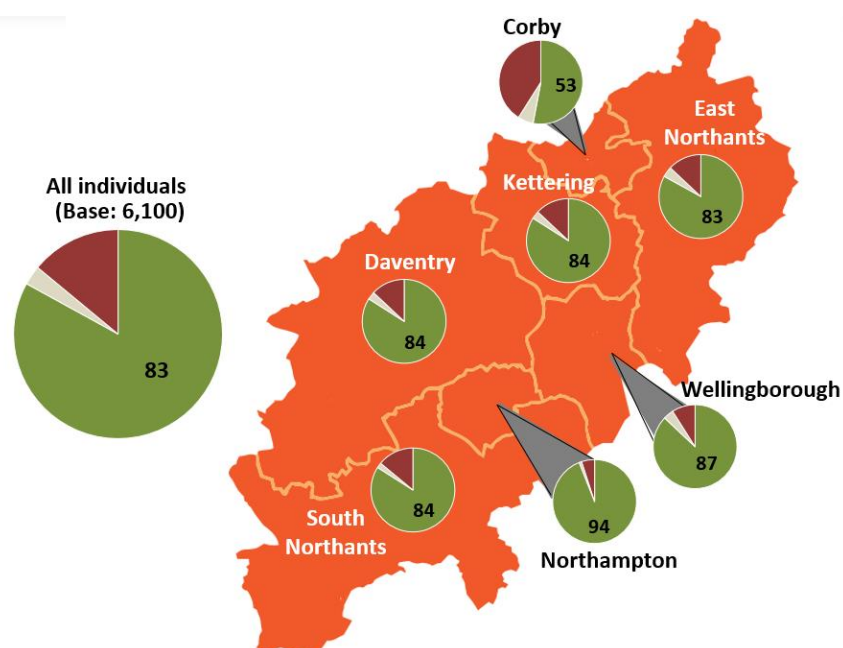 Corby
53
East
Northants
83
Kettering
84
All individuals
(Base: 6,100)
83
Daventry
84
Wellingborough
87
South
Northants
84
94
Northampton